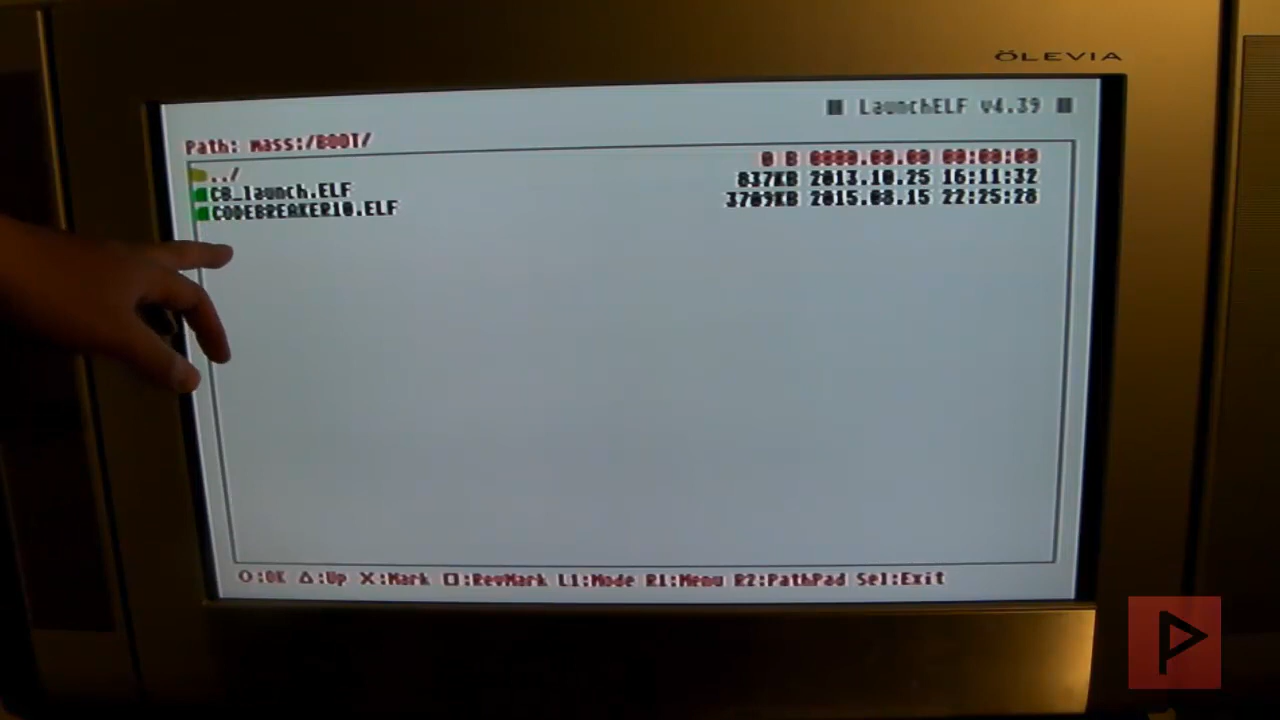 ÖLEVIA
LaunchELF v4.39
Path: mass:/BOOT/
../ 0 B 0000.00.00 00:00:00
CB_launch.ELF 837KB 2013.10.25 16:11:32
CODEBREAKER10.ELF 3709KB 2015.08.15 22:25:28
O:OK △:Up X:Mark □:RevMark L1:Mode R1:Menu R2:PathPad Sel:Exit
P